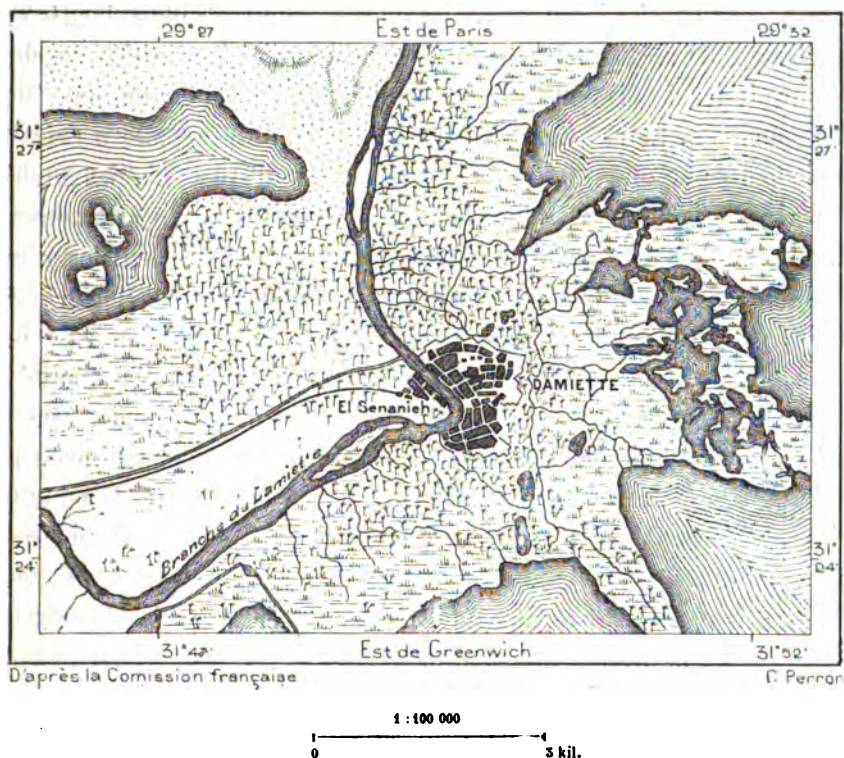 29° 27
Est de Paris
29° 32
31° 27'
31° 27'
DAMIETTE
El Senanieh
Branche de Damiette
31° 24'
31° 24'
31° 47'
Est de Greenwich
31° 52'
D'après la Comission française
C. Perron
1 : 100 000
0
3 kil.